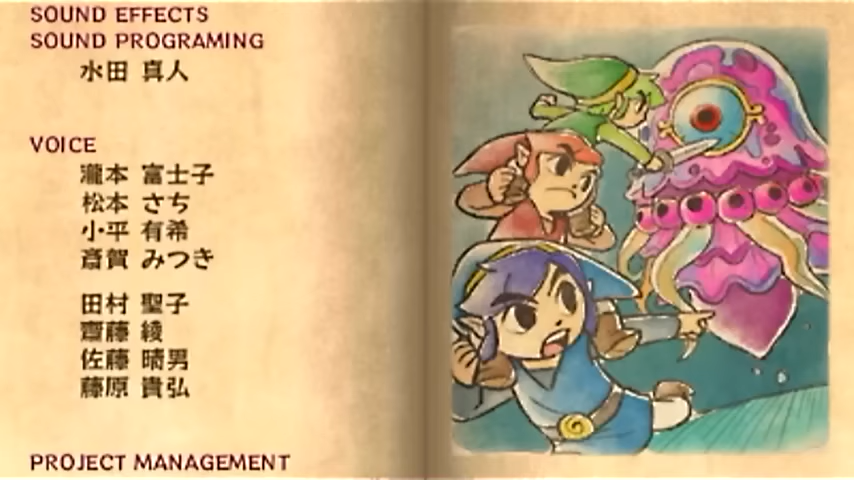 SOUND EFFECTS
SOUND PROGRAMING
水田 真人
VOICE
瀧本 富士子
松本 さち
小平 有希
斎賀 みつき
田村 聖子
齋藤 綾
佐藤 晴男
藤原 貴弘
PROJECT MANAGEMENT